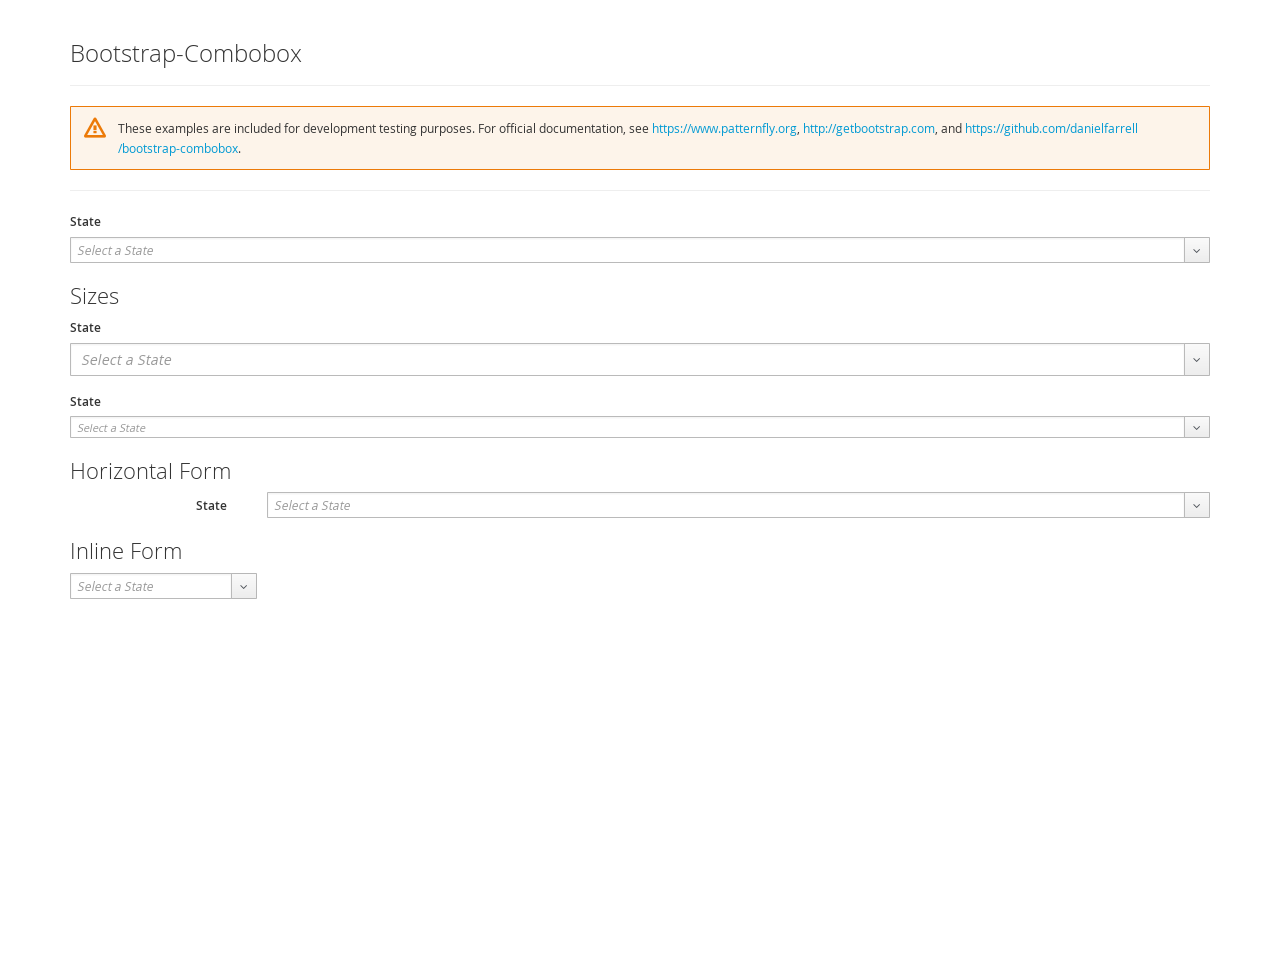 Bootstrap-Combobox
These examples are included for development testing purposes. For official documentation, see https://www.patternfly.org, http://getbootstrap.com, and https://github.com/danielfarrell
/bootstrap-combobox.
State
Select a State
Sizes
State
Select a State
State
Select a State
Horizontal Form
State Select a State
Inline Form
Select a State